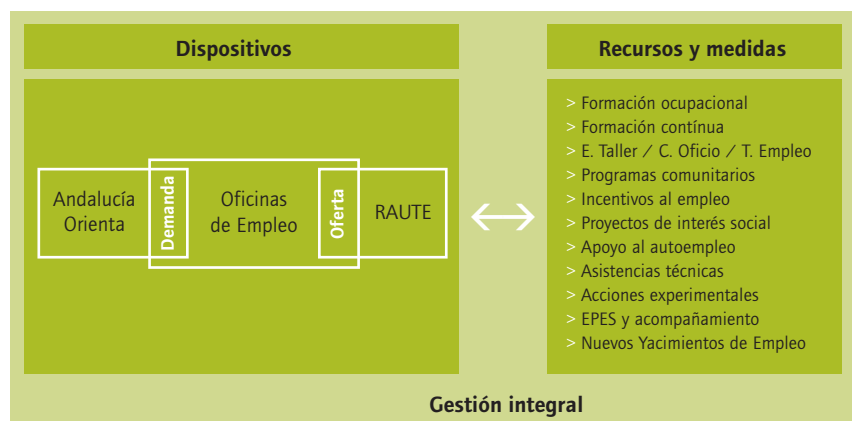 Dispositivos
Andalucía
Orienta
Demanda
Oficinas
de Empleo
Oferta
RAUTE
Recursos y medidas
> Formación ocupacional
> Formación contínua
> E. Taller / C. Oficio / T. Empleo
> Programas comunitarios
> Incentivos al empleo
> Proyectos de interés social
> Apoyo al autoempleo
> Asistencias técnicas
> Acciones experimentales
> EPES y acompañamiento
> Nuevos Yacimientos de Empleo
Gestión integral